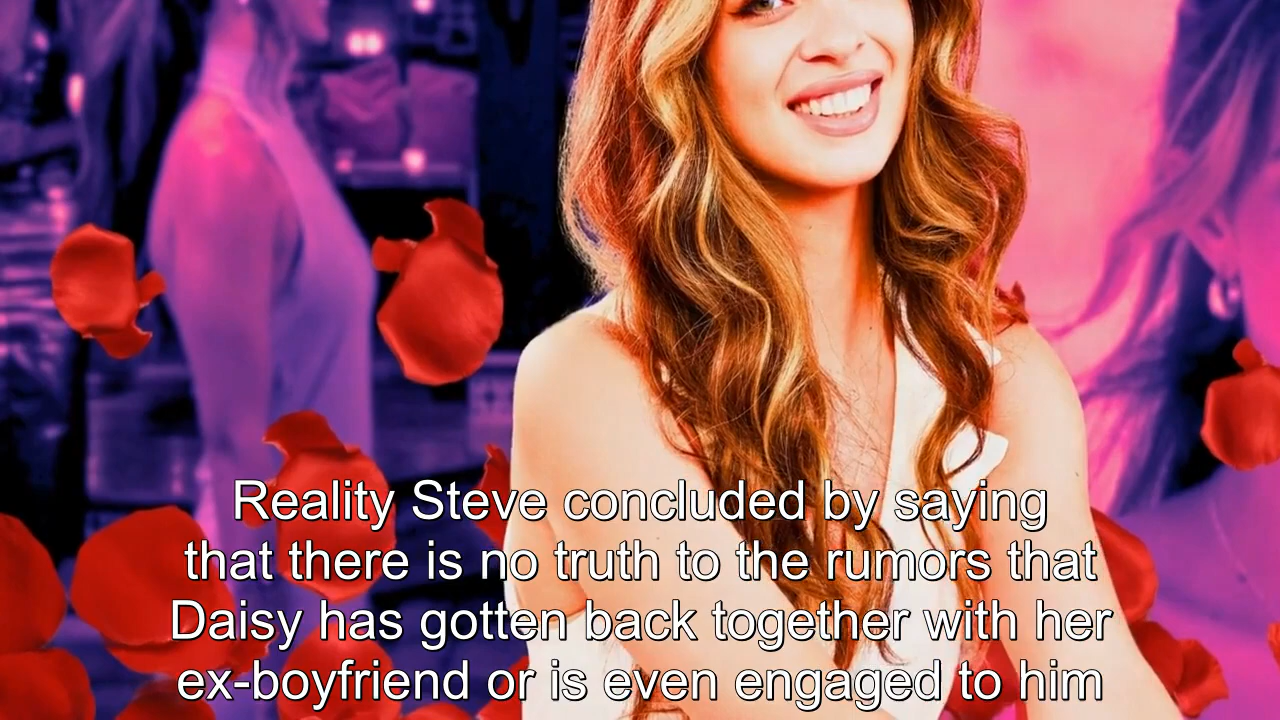 Reality Steve concluded by saying
that there is no truth to the rumors that
Daisy has gotten back together with her
ex-boyfriend or is even engaged to him